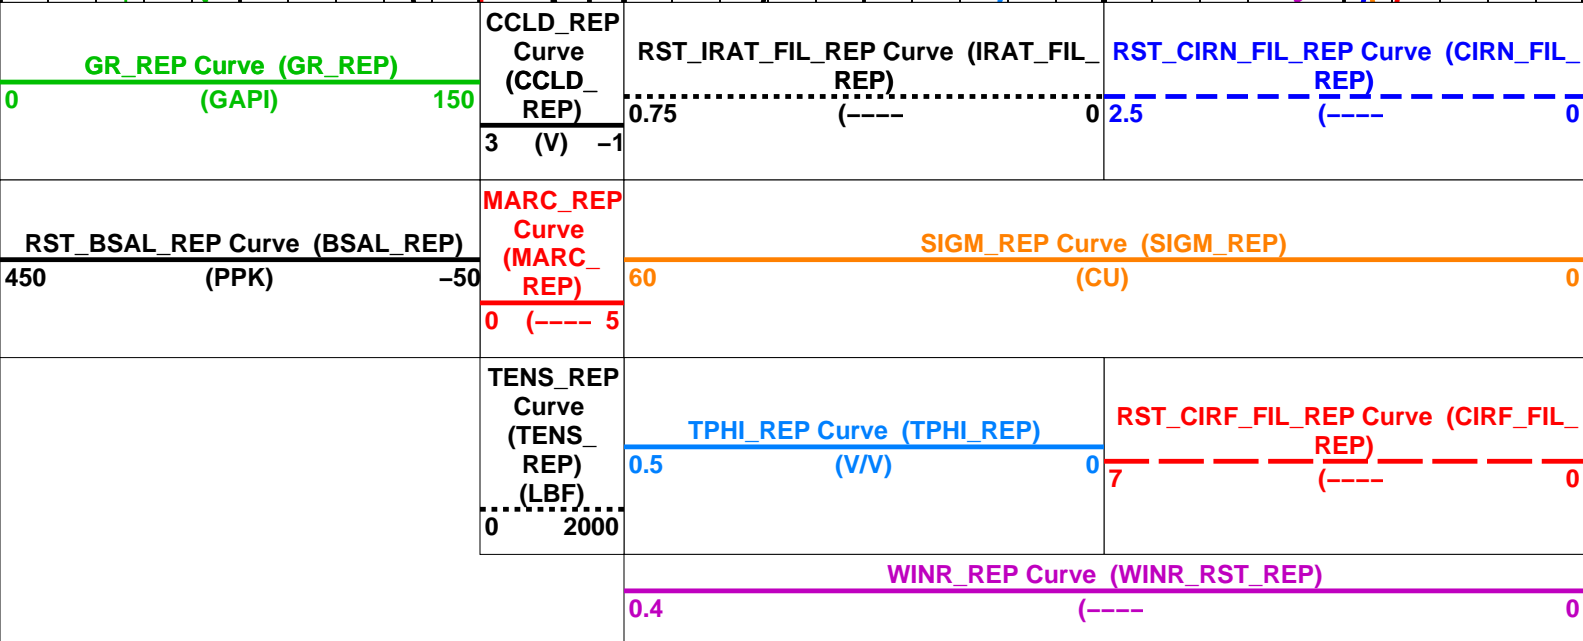 GR_REP Curve (GR_REP)
0 (GAPI) 150
CCLD_REP
Curve
(CCLD_
REP)
3 (V) −1
RST_IRAT_FIL_REP Curve (IRAT_FIL_
REP)
0.75 (−−−− 0
RST_CIRN_FIL_REP Curve (CIRN_FIL_
REP)
2.5 (−−−− 0
RST_BSAL_REP Curve (BSAL_REP)
450 (PPK) −50
MARC_REP
Curve
(MARC_
REP)
0 (−−−− 5
SIGM_REP Curve (SIGM_REP)
60 (CU) 0
TENS_REP
Curve
(TENS_
REP)
(LBF)
0 2000
TPHI_REP Curve (TPHI_REP)
0.5 (V/V) 0
RST_CIRF_FIL_REP Curve (CIRF_FIL_
REP)
7 (−−−− 0
WINR_REP Curve (WINR_RST_REP)
0.4 (−−−− 0